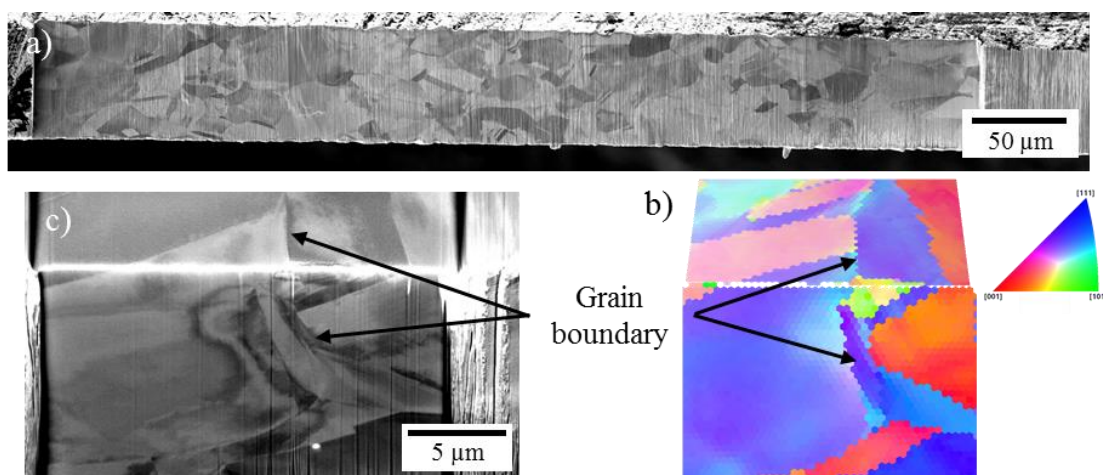 a)
50 µm
c)
b)
[111]
[001]
[101
Grain
boundary
5 µm